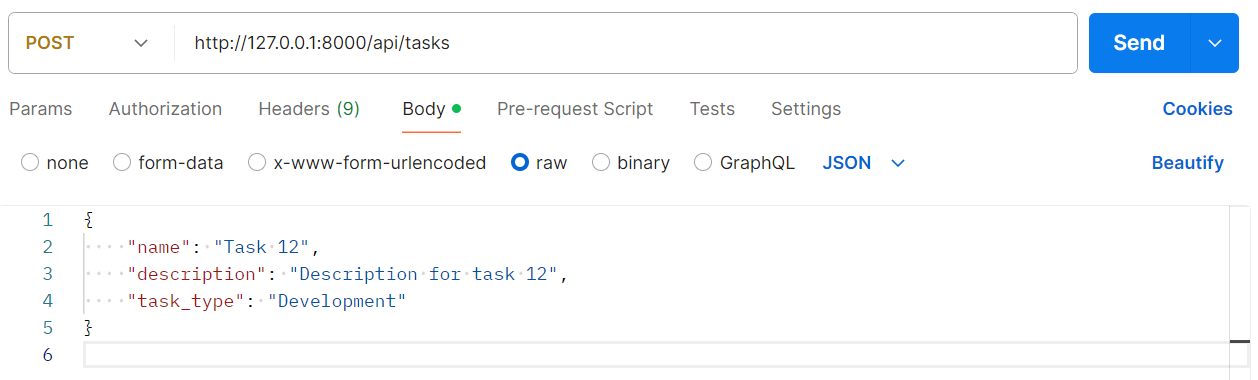 POST http://127.0.0.1:8000/api/tasks Send
Params Authorization Headers (9) Body Pre-request Script Tests Settings Cookies
none form-data x-www-form-urlencoded raw binary GraphQL JSON Beautify
1 {
2 "name": "Task 12",
3 "description": "Description for task 12",
4 "task_type": "Development"
5 }
6